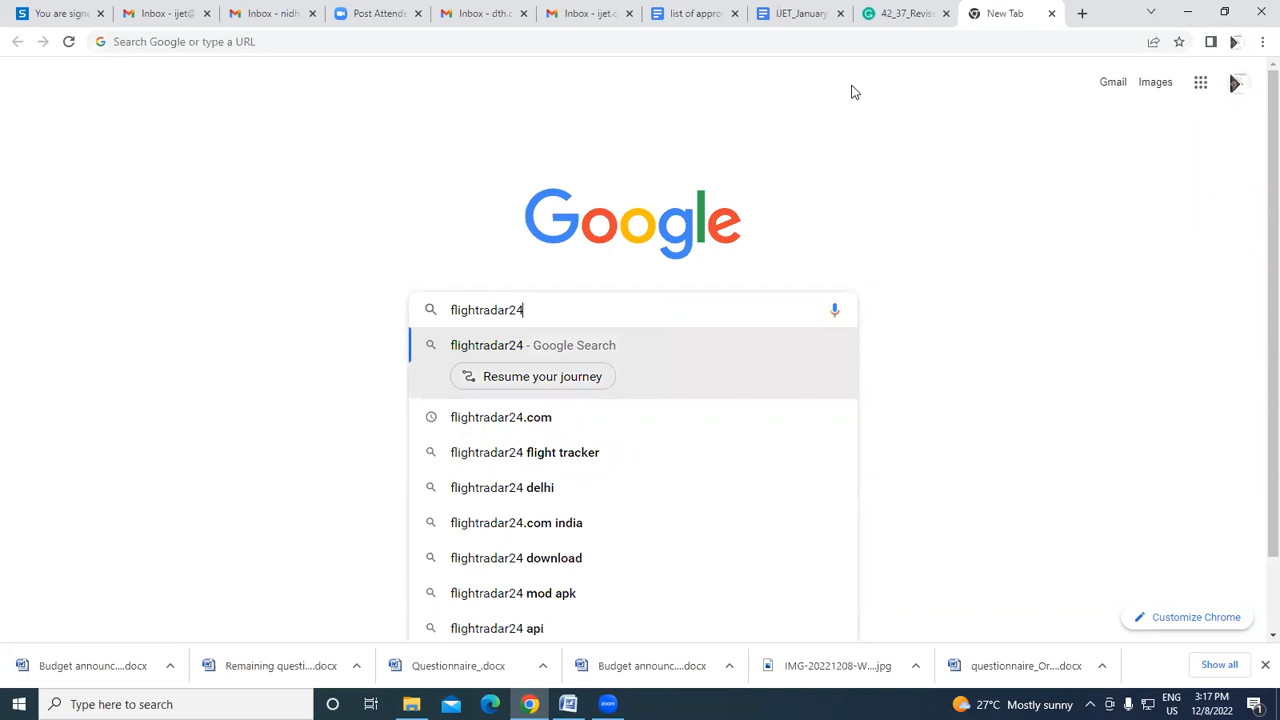 You are signe
Inbox - ijet@
Inbox - nidh
Post Attende
Inbox - dth.c
Inbox - ijet.c
list of appro
UET_January
42_37_Revis
New Tab
Search Google or type a URL
Gmail Images
Google
flightradar24
flightradar24 - Google Search
Resume your journey
flightradar24.com
flightradar24 flight tracker
flightradar24 delhi
flightradar24.com india
flightradar24 download
flightradar24 mod apk
flightradar24 api
Customize Chrome
Budget announc....docx
Remaining questi....docx
Questionnaire_.docx
Budget announc....docx
IMG-20221208-W....jpg
questionnaire_Or....docx
Show all
Type here to search
zoom
27°C Mostly sunny
ENG
US
3:17 PM
12/8/2022
1